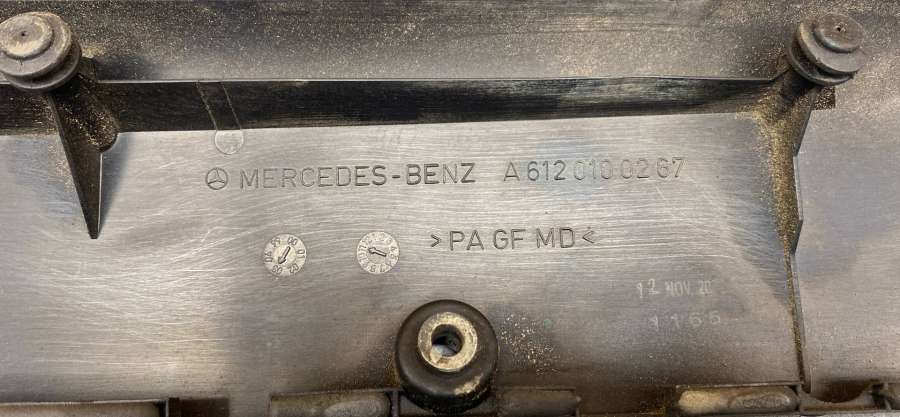 MERCEDES-BENZ A 612 010 02 67
>PA GF MD<
12 NOV 20
1165